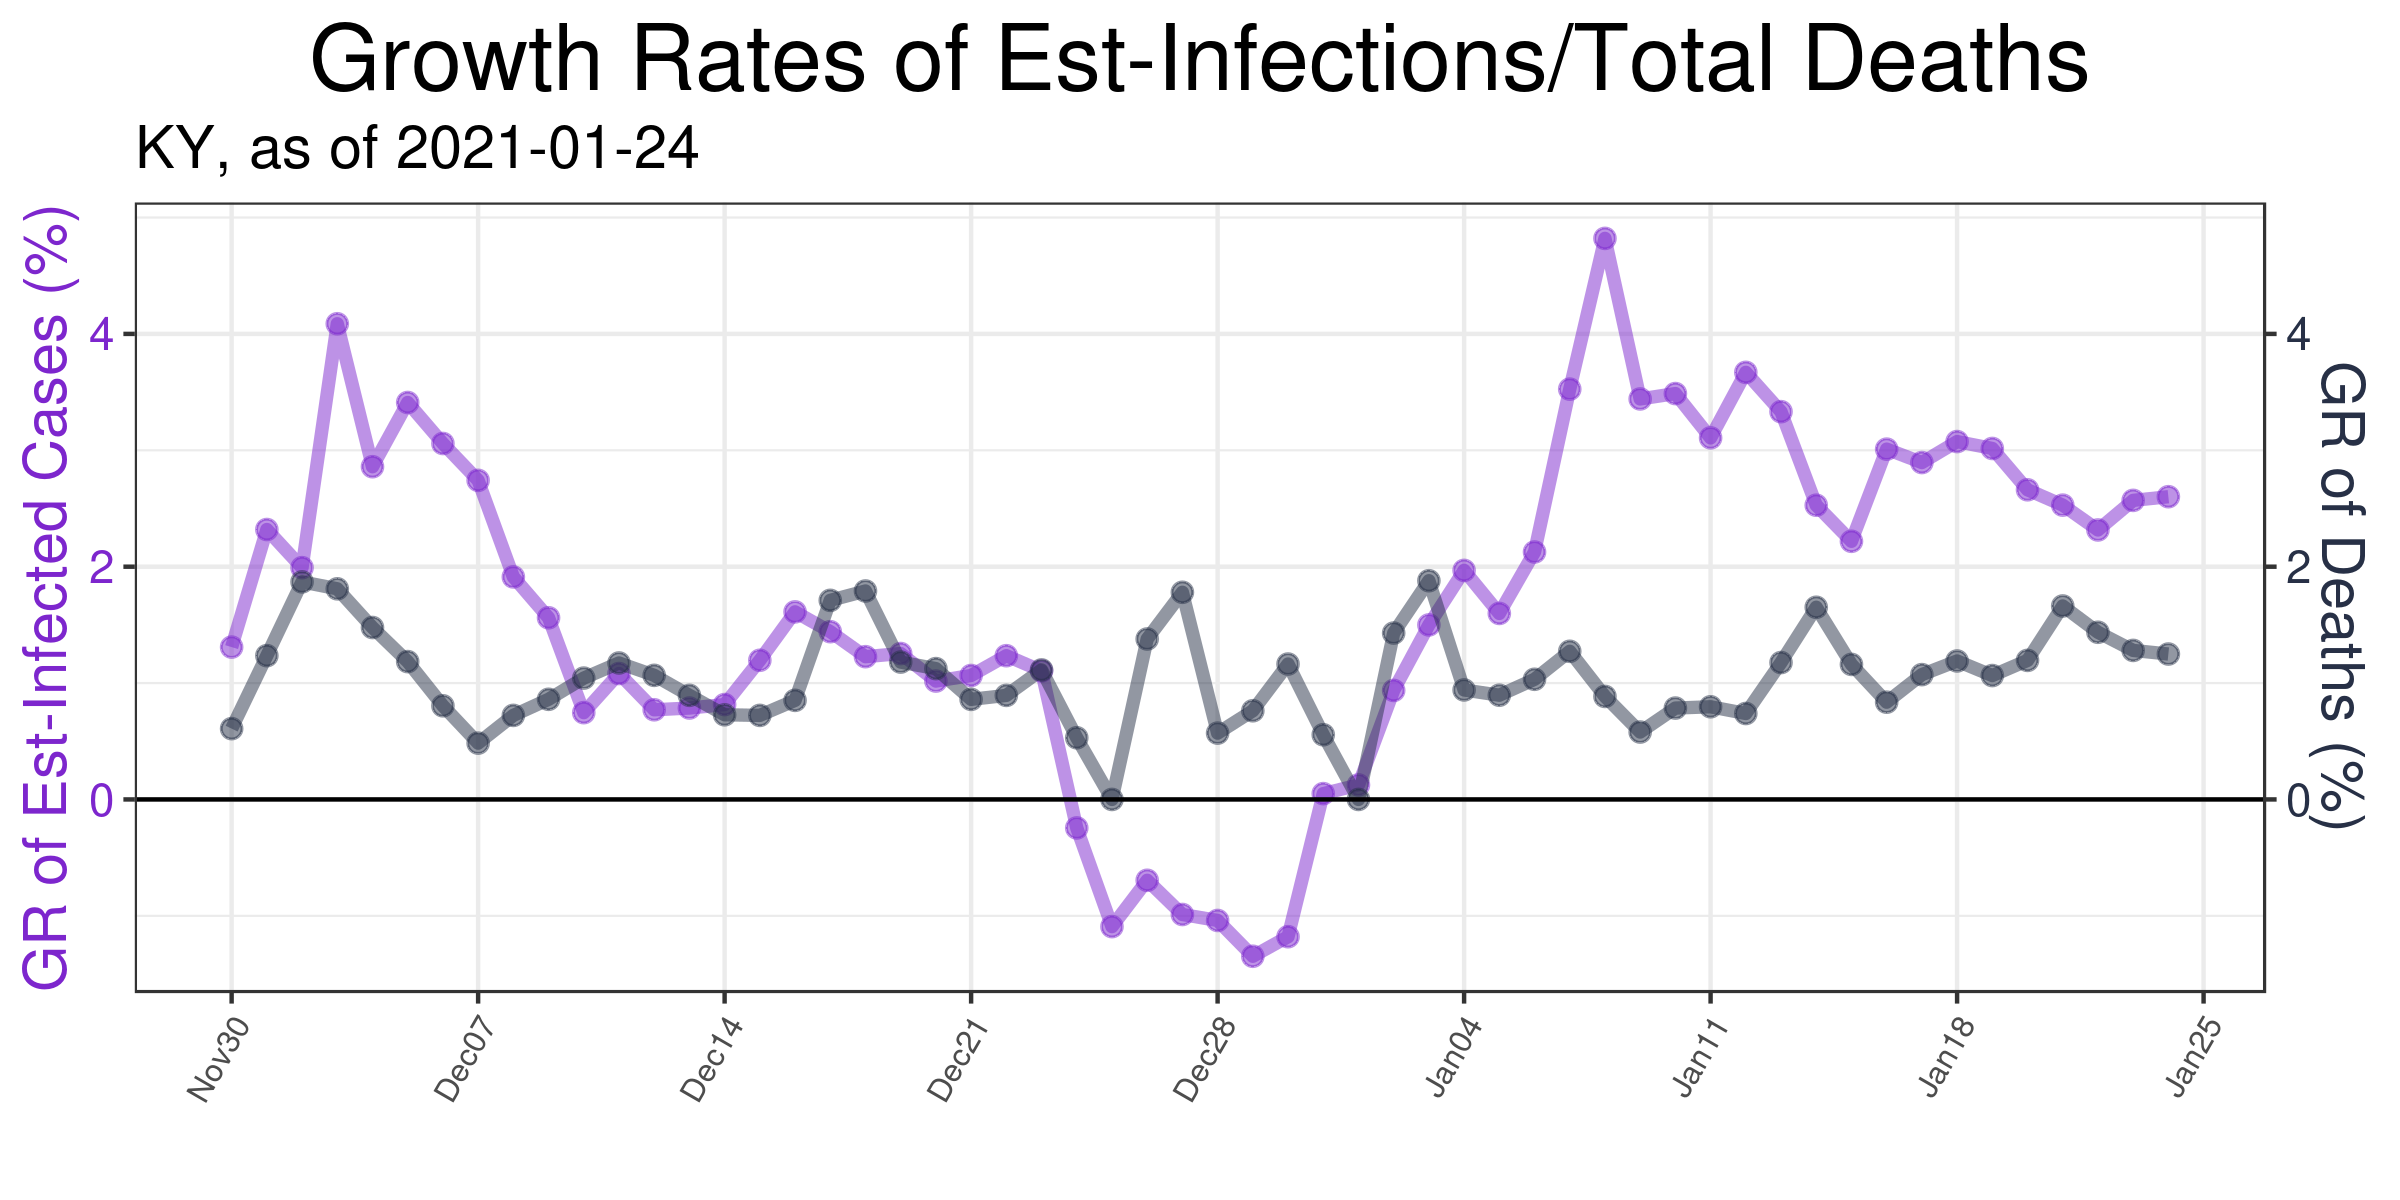 Growth Rates of Est-Infections/Total Deaths
KY, as of 2021-01-24
GR of Est-Infected Cases (%)
4
2
0
4
2
0
GR of Deaths (%)
Nov30
Dec07
Dec14
Dec21
Dec28
Jan04
Jan11
Jan18
Jan25